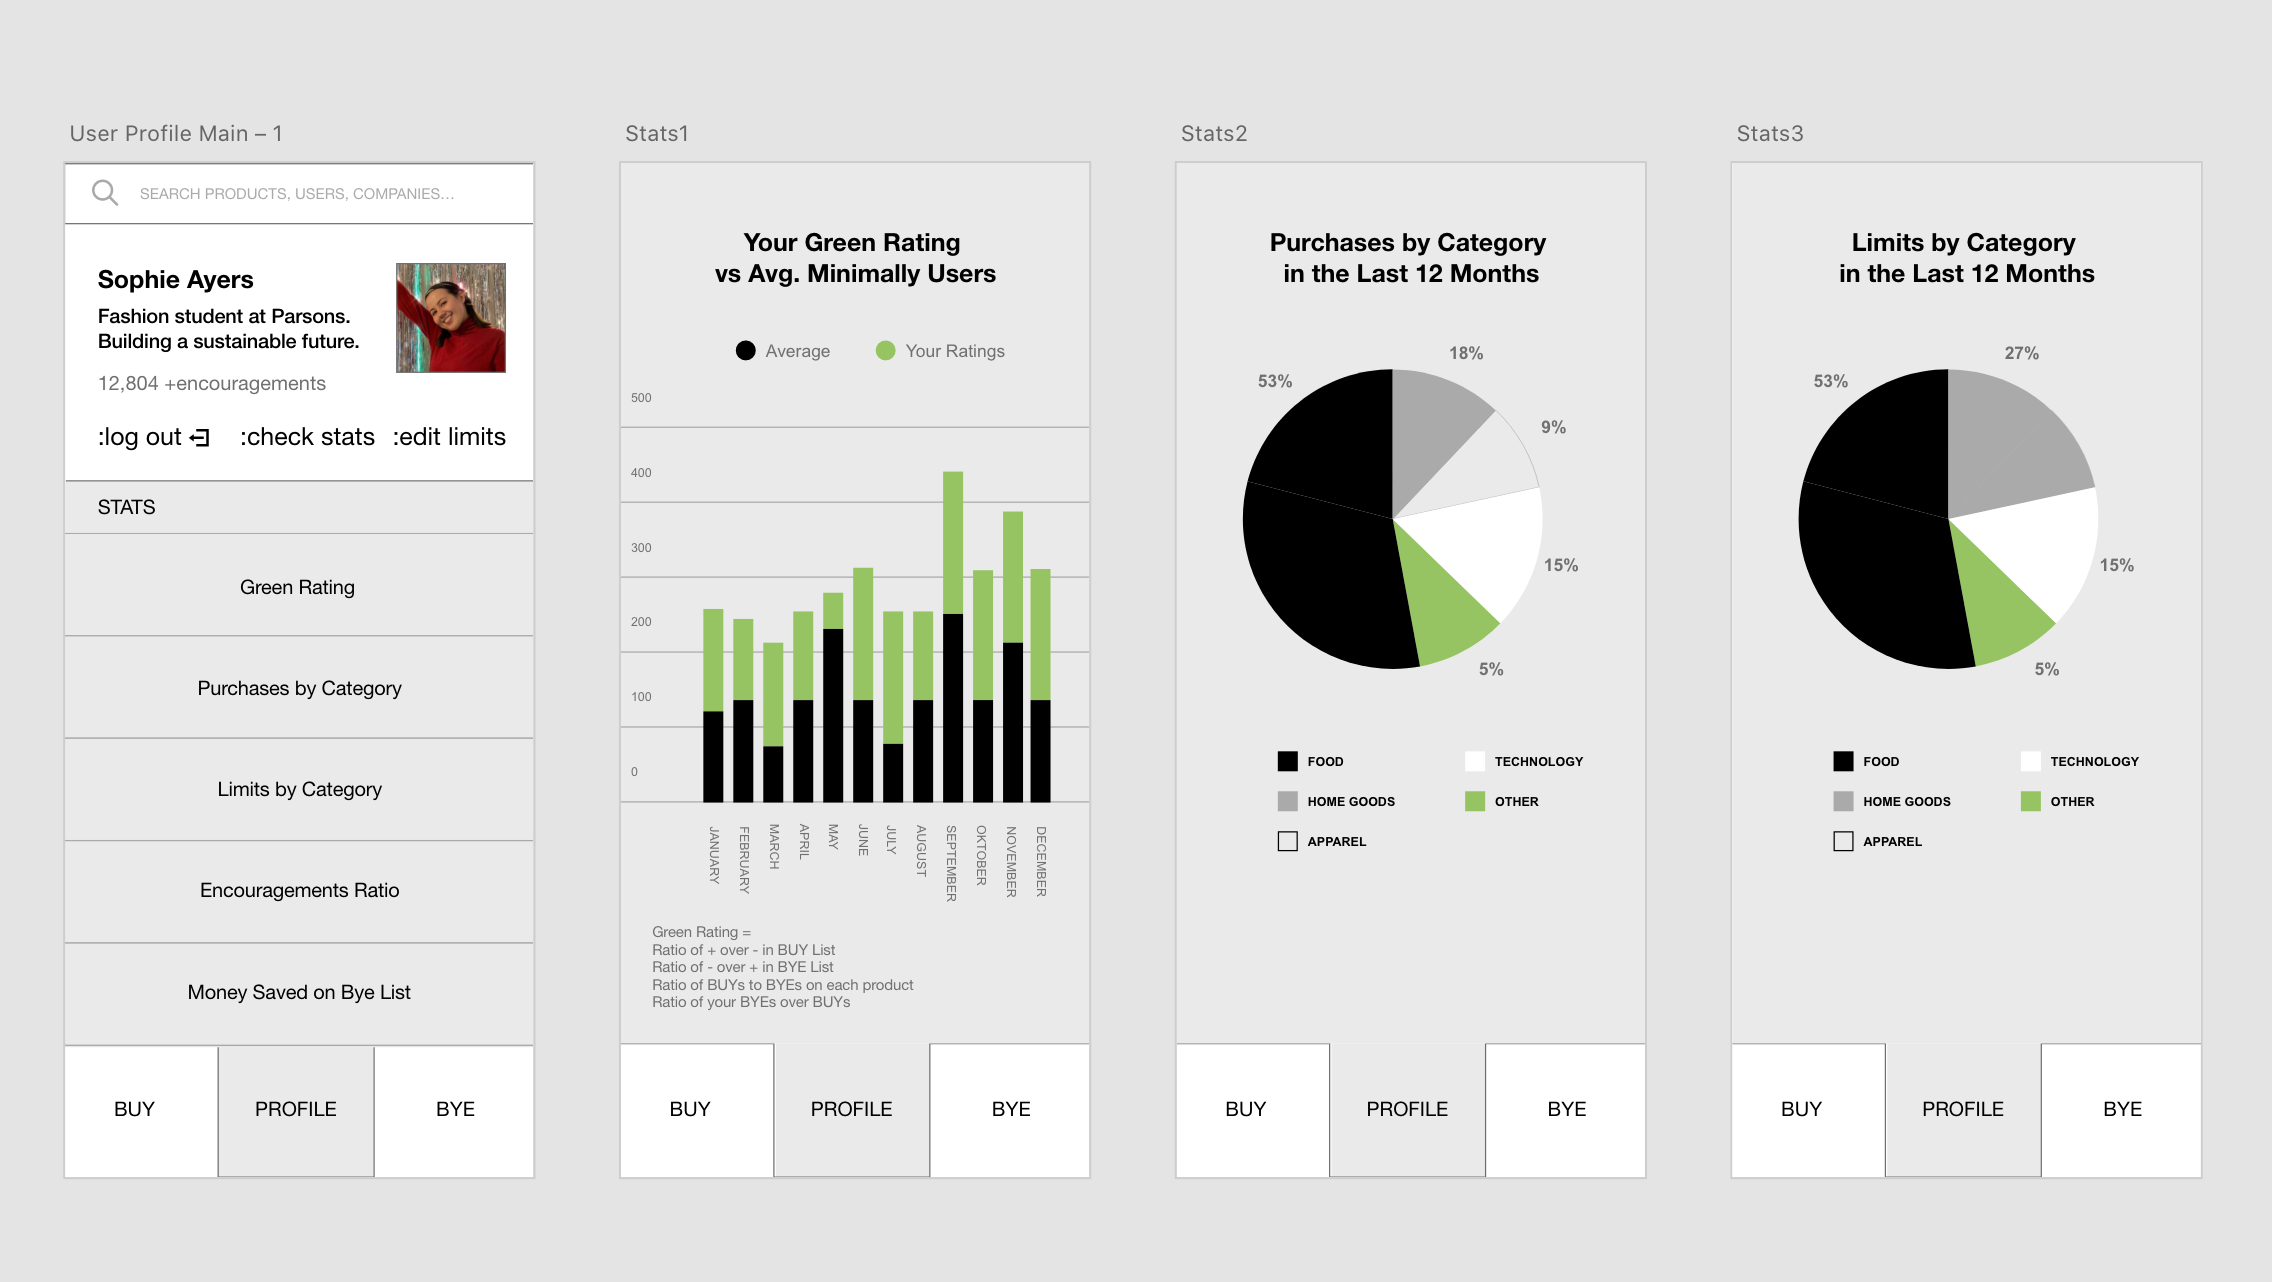 User Profile Main – 1
SEARCH PRODUCTS, USERS, COMPANIES...
Sophie Ayers
Fashion student at Parsons.
Building a sustainable future.
12,804 +encouragements
:log out :check stats :edit limits
STATS
Green Rating
Purchases by Category
Limits by Category
Encouragements Ratio
Money Saved on Bye List
BUY PROFILE BYE
Stats1
Your Green Rating
vs Avg. Minimally Users
Average Your Ratings
500
400
300
200
100
0
JANUARY
FEBRUARY
MARCH
APRIL
MAY
JUNE
JULY
AUGUST
SEPTEMBER
OKTOBER
NOVEMBER
DECEMBER
Green Rating =
Ratio of + over - in BUY List
Ratio of - over + in BYE List
Ratio of BUYs to BYEs on each product
Ratio of your BYEs over BUYs
BUY PROFILE BYE
Stats2
Purchases by Category
in the Last 12 Months
18%
53%
9%
15%
5%
FOOD TECHNOLOGY
HOME GOODS OTHER
APPAREL
BUY PROFILE BYE
Stats3
Limits by Category
in the Last 12 Months
27%
53%
15%
5%
FOOD TECHNOLOGY
HOME GOODS OTHER
APPAREL
BUY PROFILE BYE